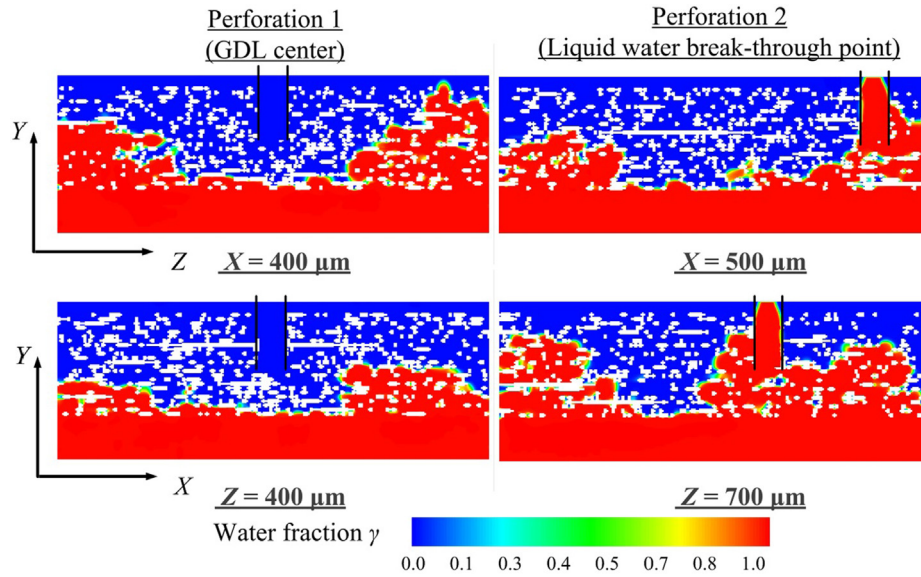 Perforation 1
(GDL center)
Perforation 2
(Liquid water break-through point)
Y
Z
X = 400 µm
X = 500 µm
Y
X
Z = 400 µm
Z = 700 µm
Water fraction γ
0.0 0.1 0.3 0.4 0.5 0.7 0.8 1.0